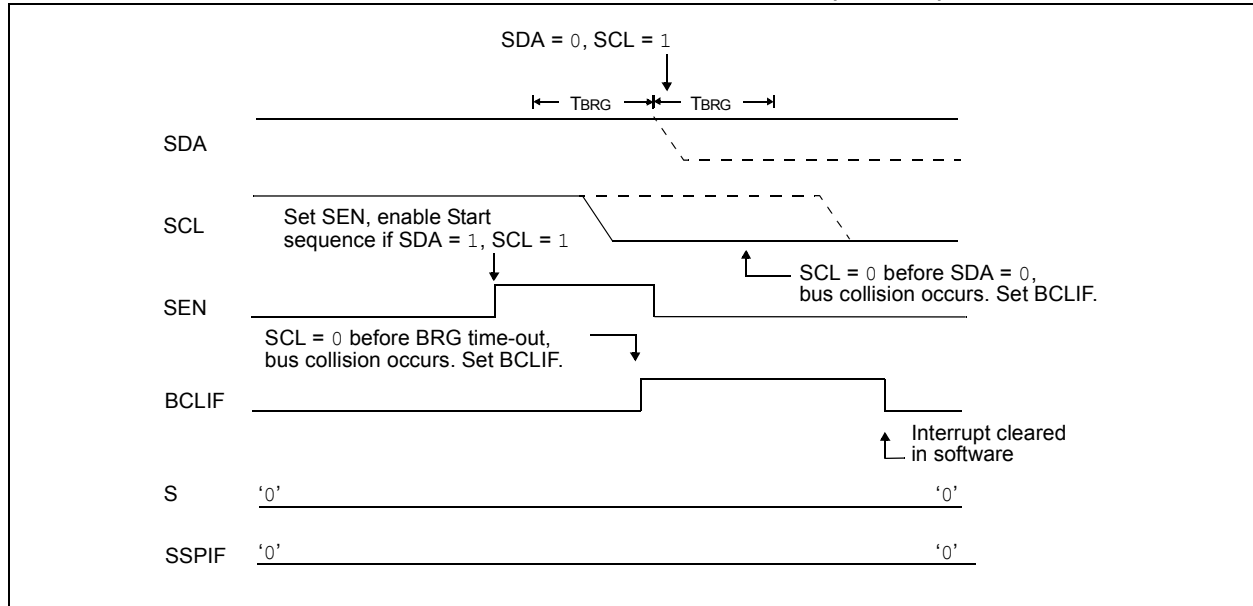 SDA = 0, SCL = 1
TBRG TBRG
SDA
SCL
Set SEN, enable Start
sequence if SDA = 1, SCL = 1
SCL = 0 before SDA = 0,
bus collision occurs. Set BCLIF.
SEN
SCL = 0 before BRG time-out,
bus collision occurs. Set BCLIF.
BCLIF
Interrupt cleared
in software
S ‘0’ ‘0’
SSPIF ‘0’ ‘0’